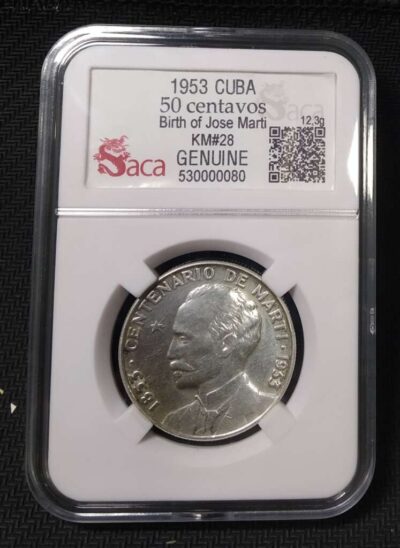 1953 CUBA
50 centavos
Birth of Jose Marti
12,3g
KM#28
GENUINE
530000080
Saca
Saca
1853 · CENTENARIO DE MARTI · 1953